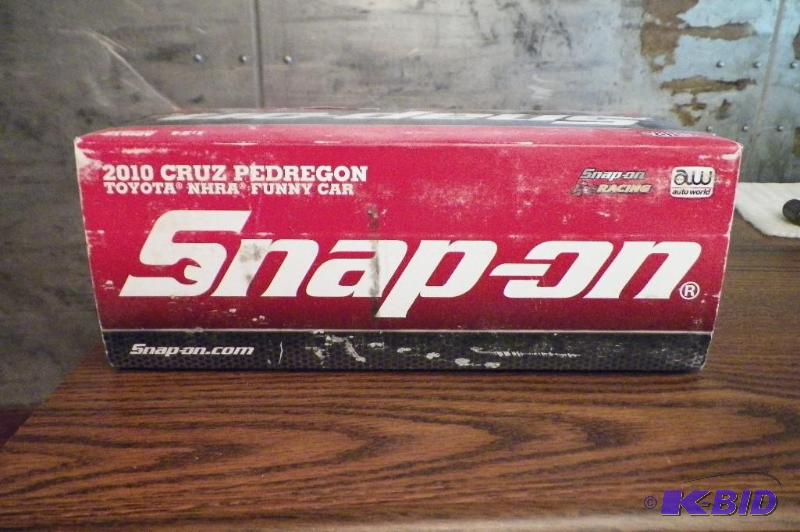 2010 CRUZ PEDREGON
TOYOTA® NHRA® FUNNY CAR
Snap-on
RACING
aw
auto world
Snap-on®
Snap-on.com
© K-BID